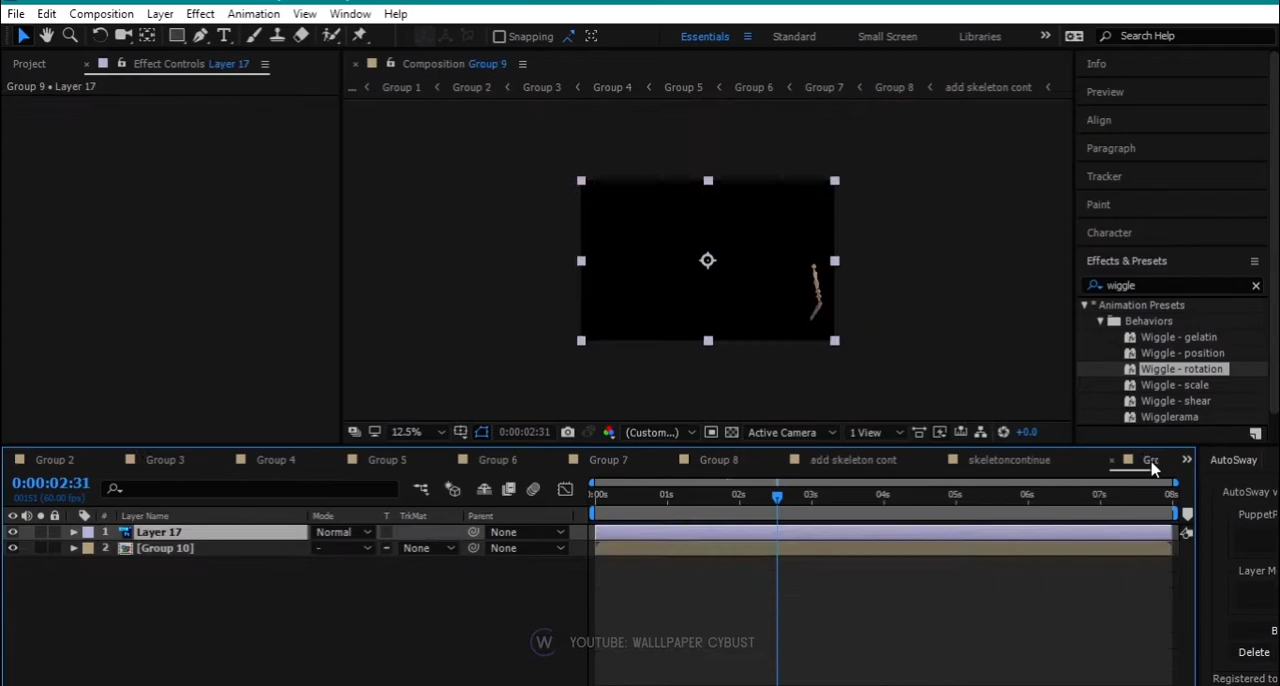 File Edit Composition Layer Effect Animation View Window Help
Snapping Essentials Standard Small Screen Libraries Search Help
Project Effect Controls Layer 17 Composition Group 9 Info
Group 9 • Layer 17 ... Group 1 Group 2 Group 3 Group 4 Group 5 Group 6 Group 7 Group 8 add skeleton cont Preview
Align
Paragraph
Tracker
Paint
Character
Effects & Presets
wiggle
* Animation Presets
Behaviors
Wiggle - gelatin
Wiggle - position
Wiggle - rotation
Wiggle - scale
Wiggle - shear
Wigglerama
12.5% 0:00:02:31 (Custom...) Active Camera 1 View +0.0
Group 2 Group 3 Group 4 Group 5 Group 6 Group 7 Group 8 add skeleton cont skeletoncontinue AutoSway
0:00:02:31
00151 (60.00 fps) :00s 01s 02s 03s 04s 05s 06s 07s 08s AutoSway
# Layer Name Mode T TrkMat Parent
1 Layer 17 Normal None
2 [Group 10] - None None
Layer M
YOUTUBE: WALLLPAPER CYBUST
Delete
Registered to